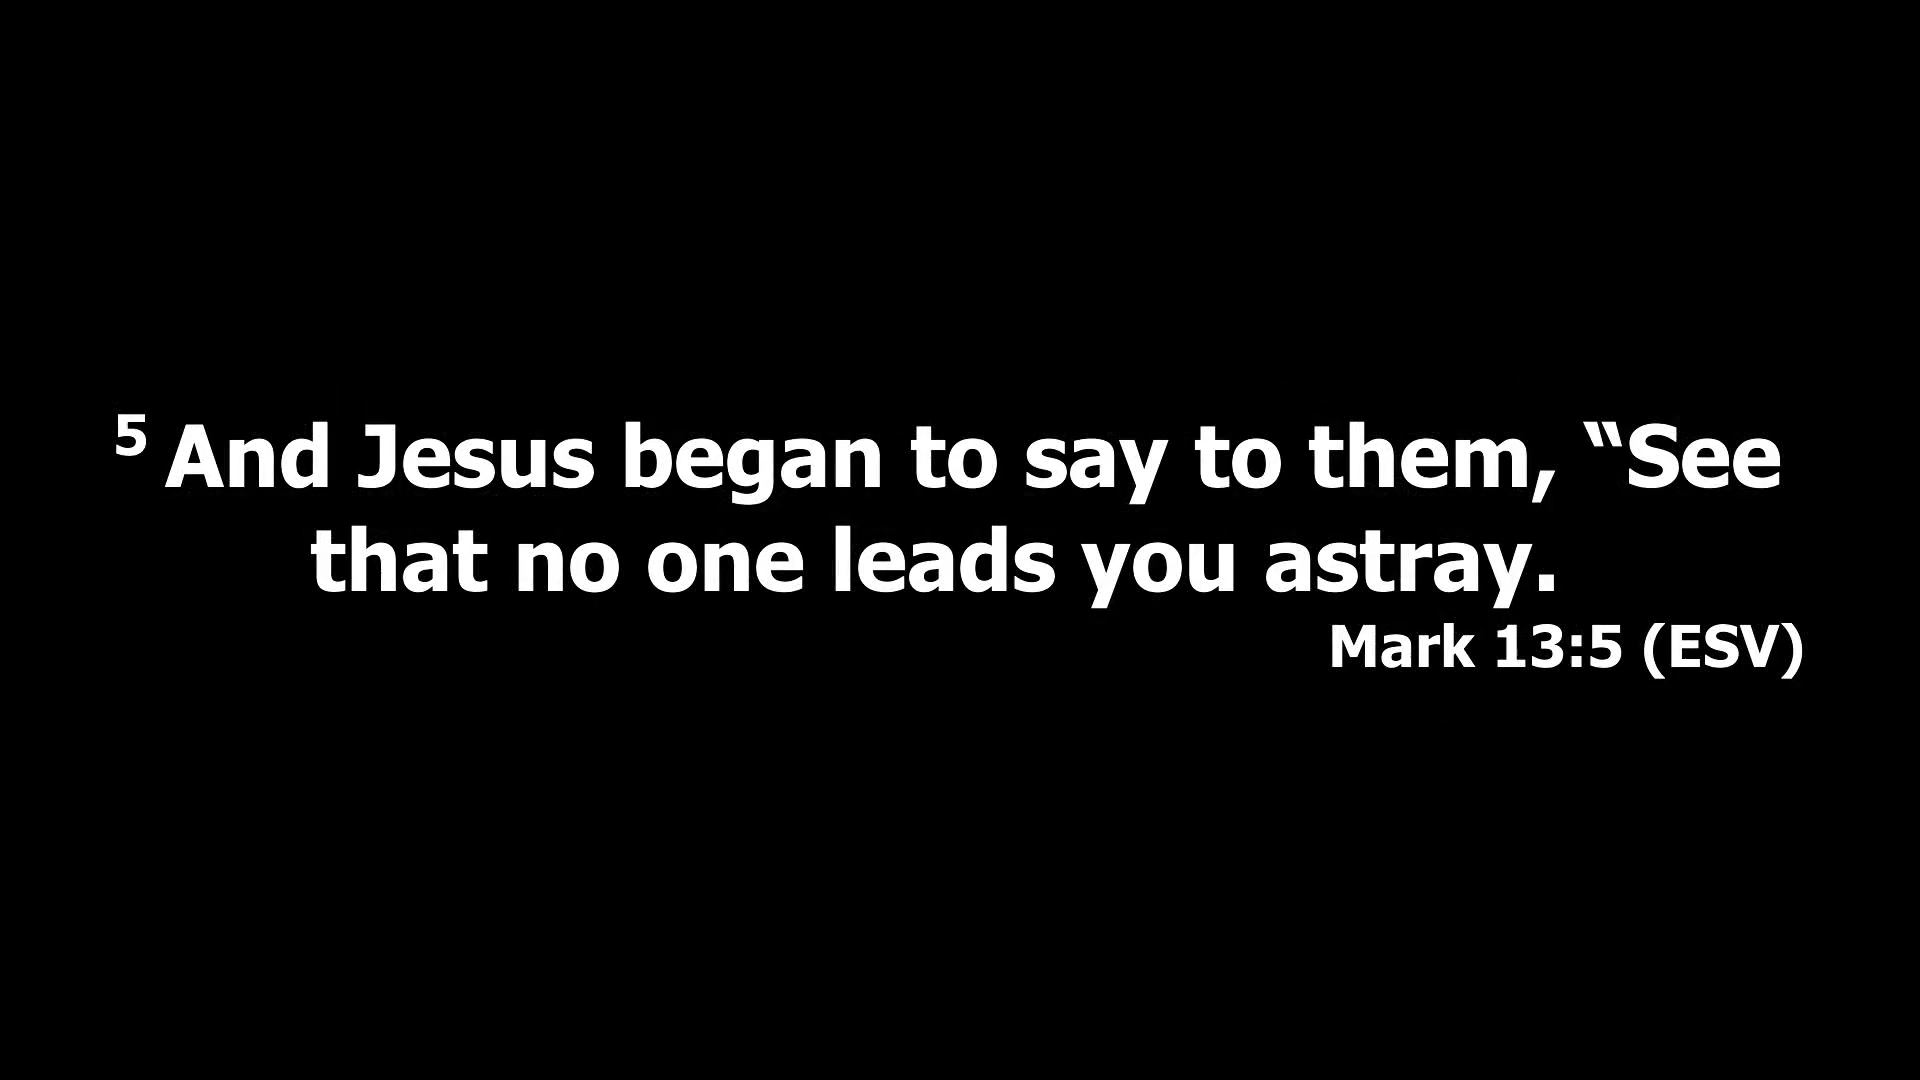 5 And Jesus began to say to them, “See
that no one leads you astray.
Mark 13:5 (ESV)